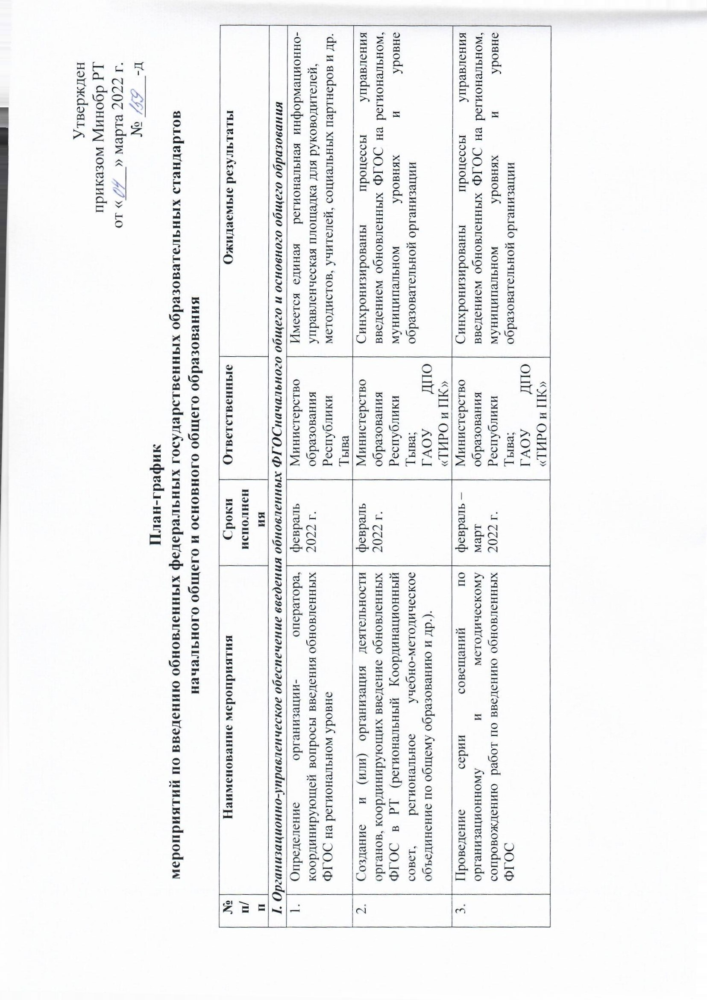 Утвержден
приказом Минобр РТ
от « 04 » марта 2022 г.
№ 159 -д
План-график
мероприятий по введению обновленных федеральных государственных образовательных стандартов
начального общего и основного общего образования
№
п/
п
Наименование мероприятия
Сроки
исполнен
ия
Ответственные
Ожидаемые результаты
I. Организационно-управленческое обеспечение введения обновленных ФГОСначального общего и основного общего образования
1.
Определение организации- оператора,
координирующей вопросы введения обновленных
ФГОС на региональном уровне
февраль
2022 г.
Министерство
образования
Республики
Тыва
Имеется единая региональная информационно-
управленческая площадка для руководителей,
методистов, учителей, социальных партнеров и др.
2.
Создание и (или) организация деятельности
органов, координирующих введение обновленных
ФГОС в РТ (региональный Координационный
совет, региональное учебно-методическое
объединение по общему образованию и др.).
февраль
2022 г.
Министерство
образования
Республики
Тыва;
ГАОУ ДПО
«ТИРО и ПК»
Синхронизированы процессы управления
введением обновленных ФГОС на региональном,
муниципальном уровнях и уровне
образовательной организации
3.
Проведение серии совещаний по
организационному и методическому
сопровождению работ по введению обновленных
ФГОС
февраль –
март
2022 г.
Министерство
образования
Республики
Тыва;
ГАОУ ДПО
«ТИРО и ПК»
Синхронизированы процессы управления
введением обновленных ФГОС на региональном,
муниципальном уровнях и уровне
образовательной организации